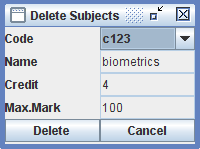 Delete Subjects
Code c123
Name biometrics
Credit 4
Max.Mark 100
Delete Cancel